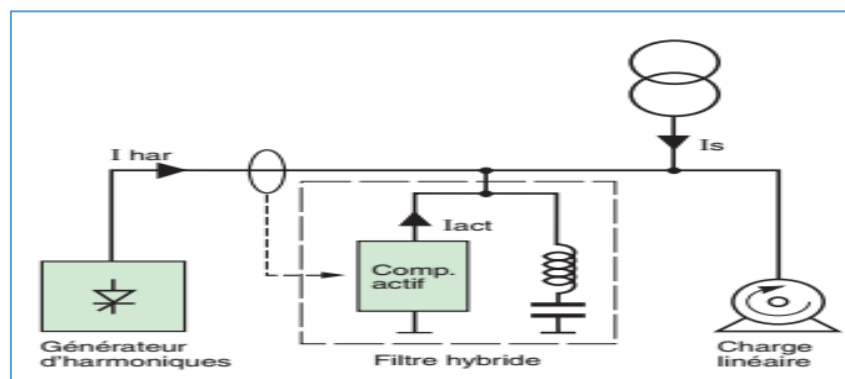 Is
I har
Iact
Comp.
actif
Générateur
d'harmoniques
Filtre hybride
Charge
linéaire